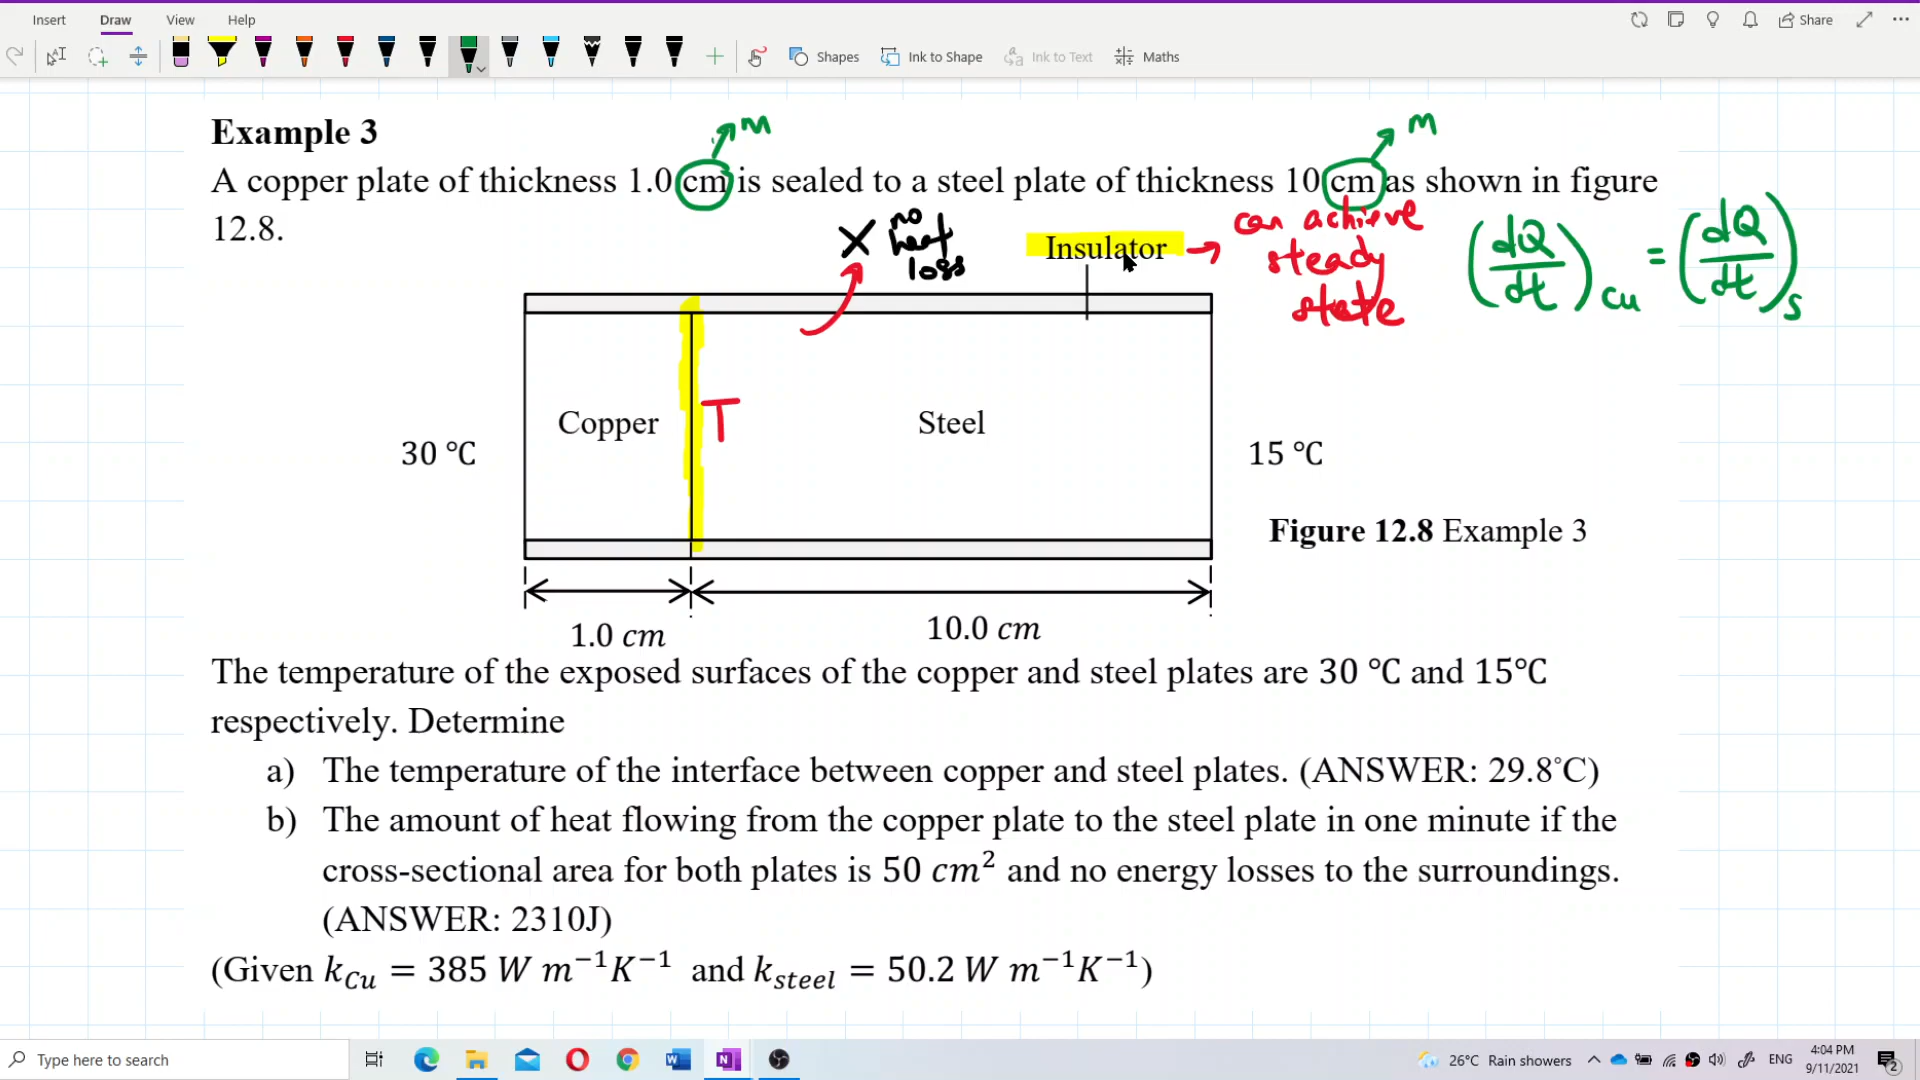 Insert Draw View Help
Share
Shapes Ink to Shape Ink to Text Maths
Example 3
m m
A copper plate of thickness 1.0 cm is sealed to a steel plate of thickness 10 cm as shown in figure
12.8.
X no heat loss
Insulator
can achieve
steady
state
(dQ/dt)cu = (dQ/dt)s
Copper T Steel
30 ℃ 15 ℃
Figure 12.8 Example 3
1.0 cm 10.0 cm
The temperature of the exposed surfaces of the copper and steel plates are 30 ℃ and 15℃
respectively. Determine
a) The temperature of the interface between copper and steel plates. (ANSWER: 29.8°C)
b) The amount of heat flowing from the copper plate to the steel plate in one minute if the
cross-sectional area for both plates is 50 cm² and no energy losses to the surroundings.
(ANSWER: 2310J)
(Given k_Cu = 385 W m⁻¹K⁻¹ and k_steel = 50.2 W m⁻¹K⁻¹)
Type here to search
26°C Rain showers ENG 4:04 PM
9/11/2021 2